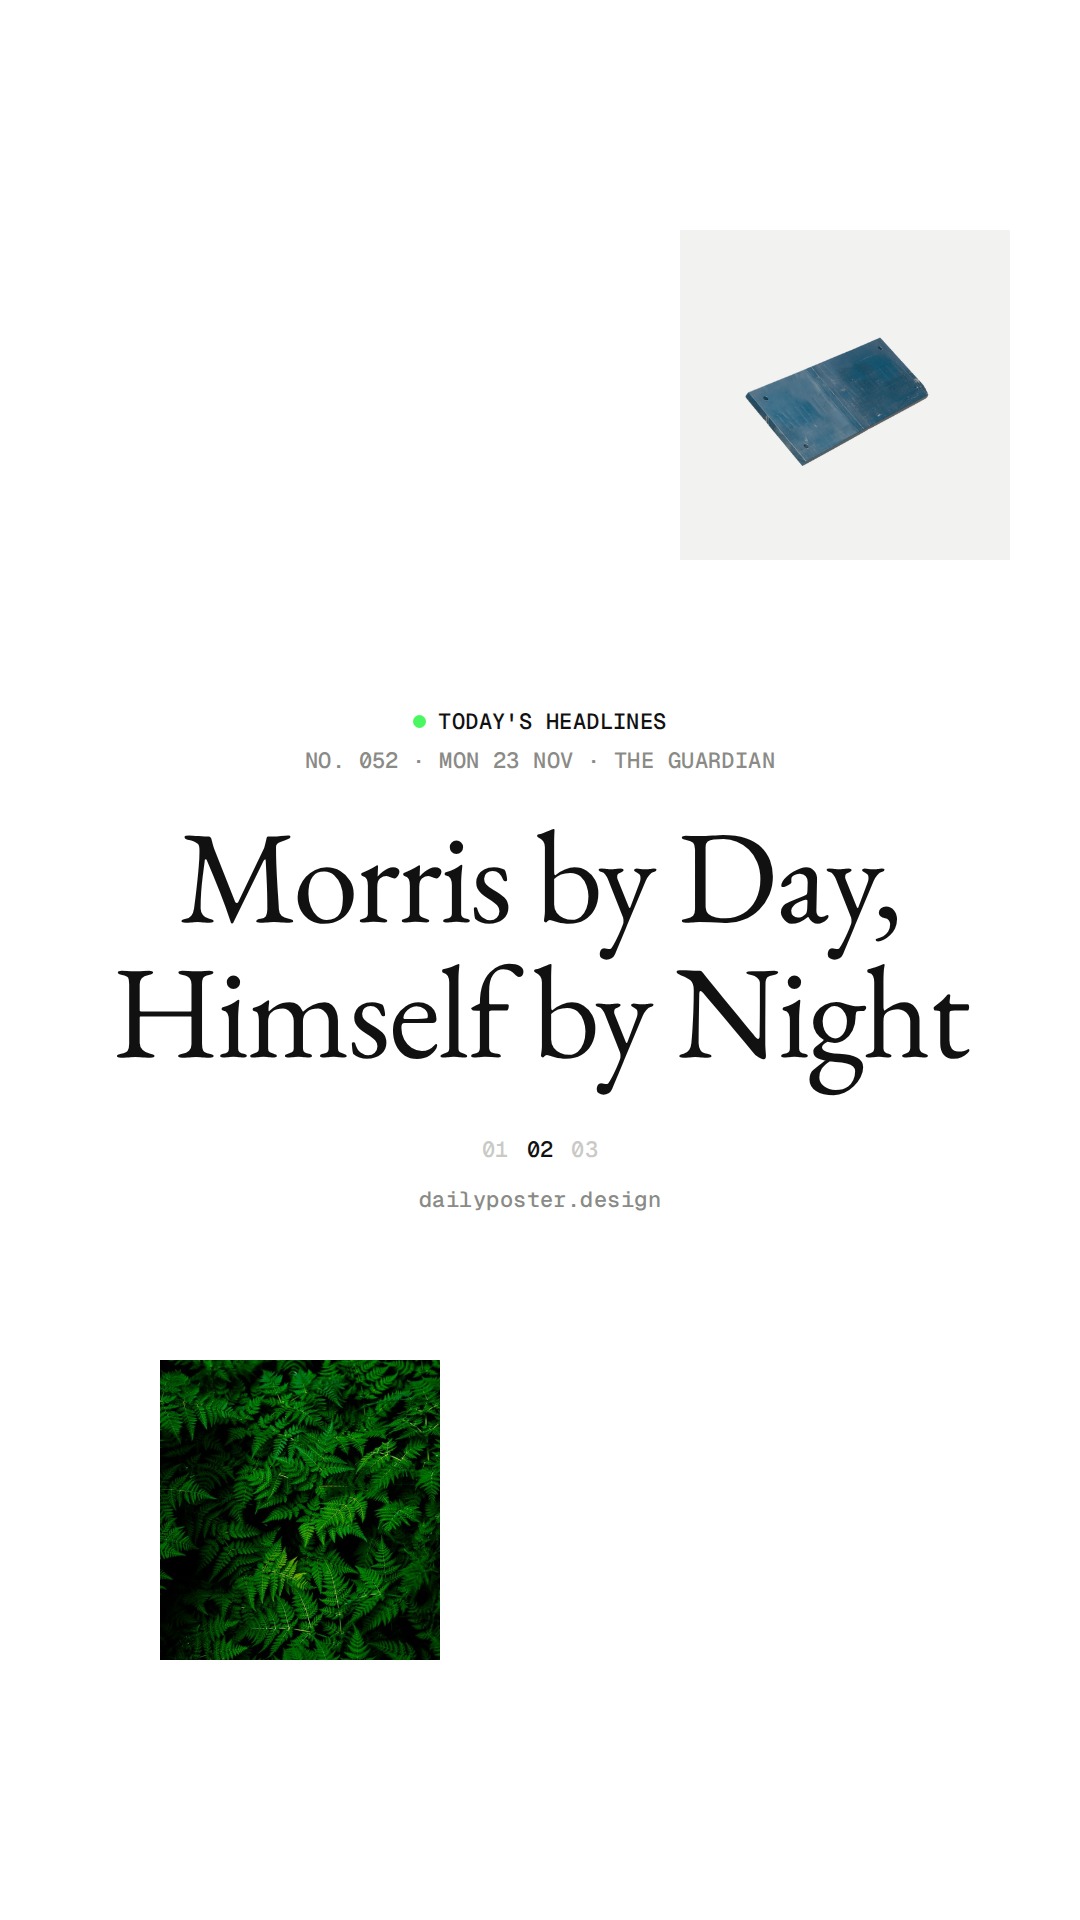 TODAY'S HEADLINES
NO. 052 · MON 23 NOV · THE GUARDIAN
Morris by Day,
Himself by Night
01 02 03
dailyposter.design